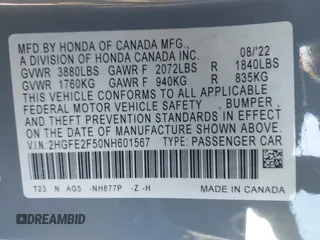 MFD. BY HONDA OF CANADA MFG.,
A DIVISION OF HONDA CANADA INC. 08/'22
GVWR 3880LBS GAWR F 2072LBS R 1840LBS
GVWR 1760KG GAWR F 940KG R 835KG
THIS VEHICLE CONFORMS TO ALL APPLICABLE
FEDERAL MOTOR VEHICLE SAFETY, BUMPER, AND
THEFT PREVENTION STANDARDS IN EFFECT ON THE
DATE OF MANUFACTURE SHOWN ABOVE.
V.I.N: 2HGFE2F50NH601567 TYPE: PASSENGER CAR
T23 N AG5 -NH877P -Z -H
MADE IN CANADA
DREAMBID